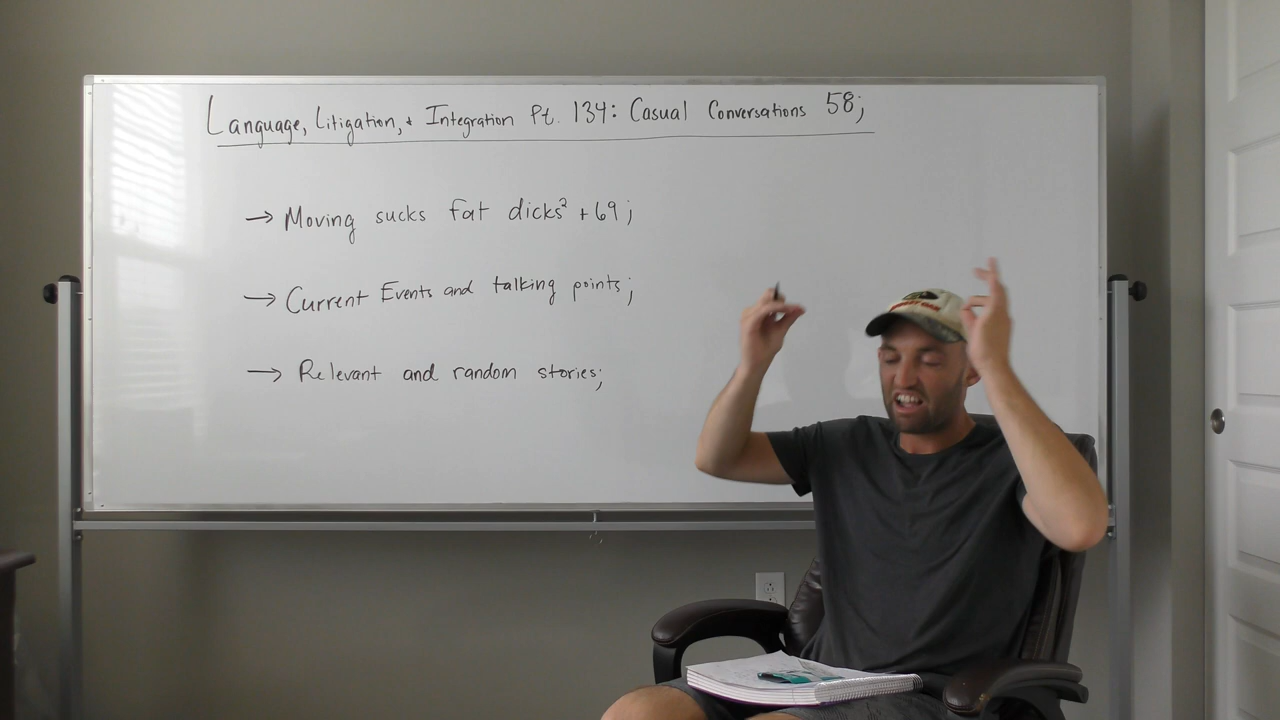 Language, Litigation, + Integration Pt. 134: Casual Conversations 58;
→ Moving sucks fat dicks² + 69;
→ Current Events and talking points;
→ Relevant and random stories;